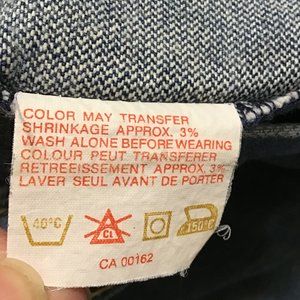 COLOR MAY TRANSFER
SHRINKAGE APPROX. 3%
WASH ALONE BEFORE WEARING
COLOUR PEUT TRANSFERER
RETREEISSEMENT APPROX. 3%
LAVER SEUL AVANT DE PORTER
40°C CL 150°C
CA 00162